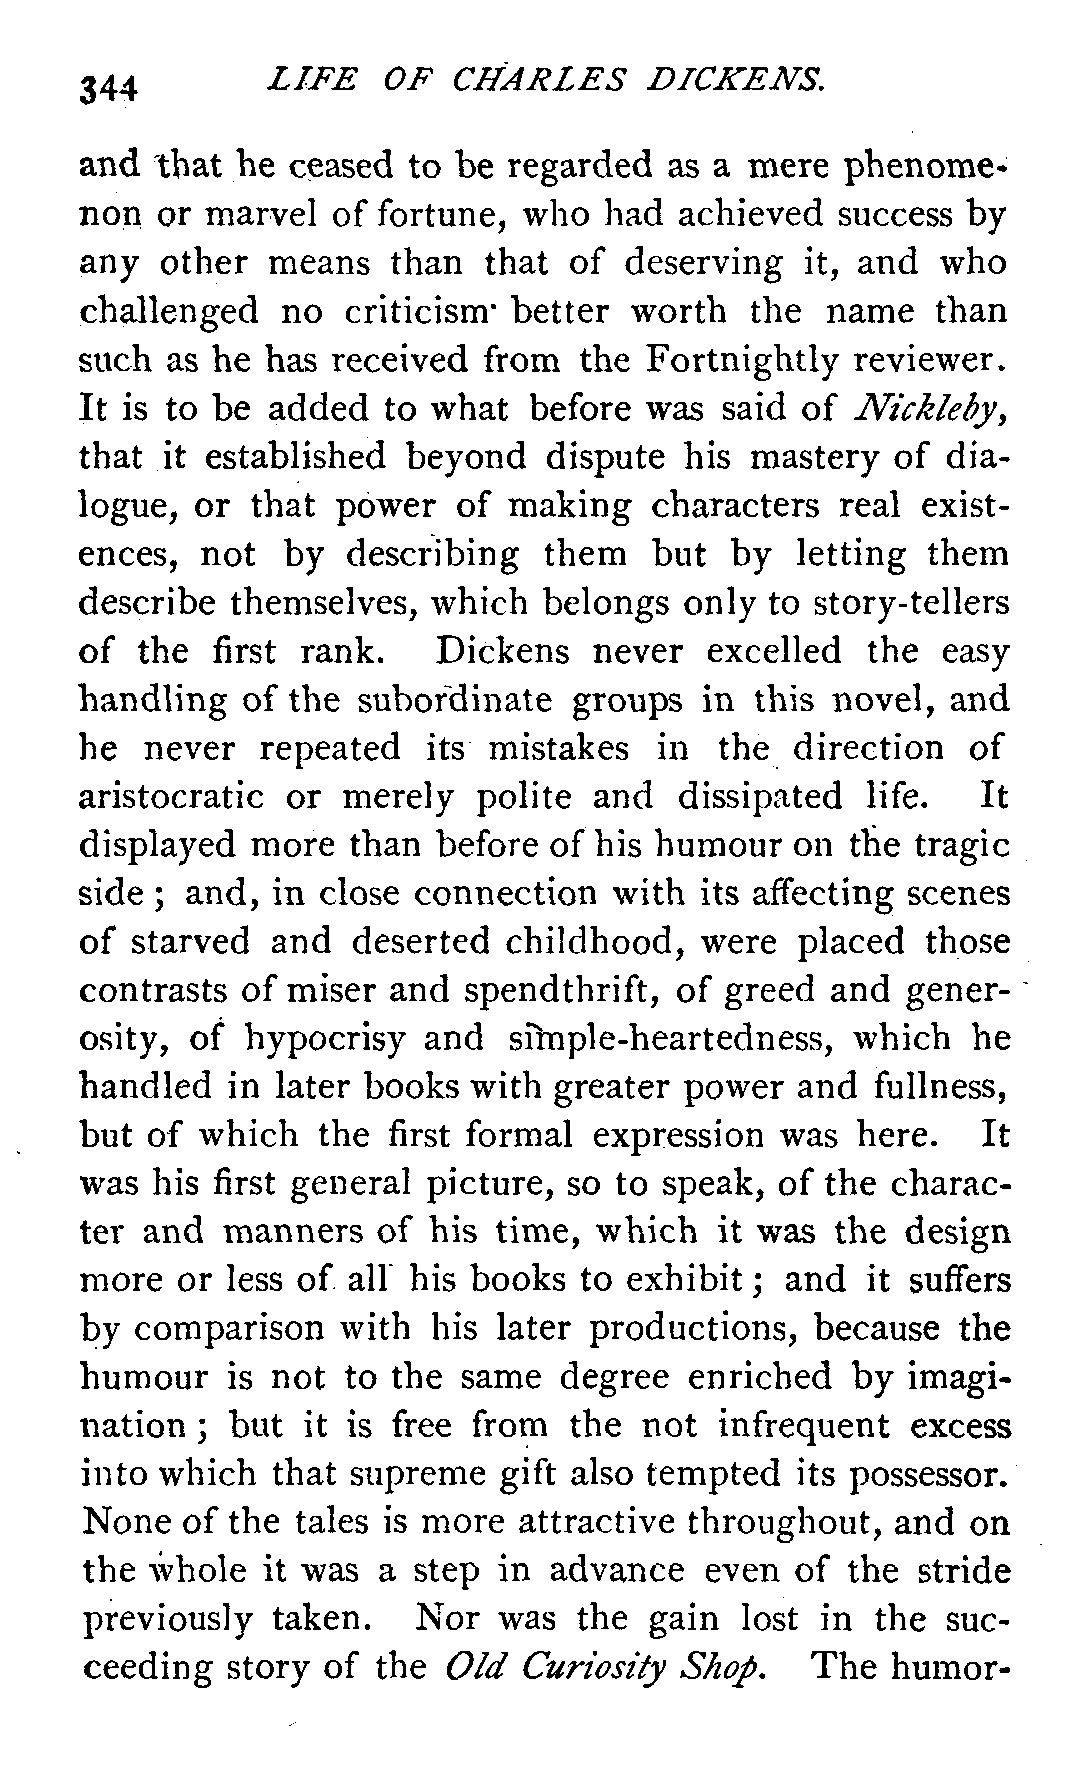 344 LIFE OF CHARLES DICKENS.
and that he ceased to be regarded as a mere phenome-
non or marvel of fortune, who had achieved success by
any other means than that of deserving it, and who
challenged no criticism better worth the name than
such as he has received from the Fortnightly reviewer.
It is to be added to what before was said of Nickleby,
that it established beyond dispute his mastery of dia-
logue, or that power of making characters real exist-
ences, not by describing them but by letting them
describe themselves, which belongs only to story-tellers
of the first rank. Dickens never excelled the easy
handling of the subordinate groups in this novel, and
he never repeated its mistakes in the direction of
aristocratic or merely polite and dissipated life. It
displayed more than before of his humour on the tragic
side ; and, in close connection with its affecting scenes
of starved and deserted childhood, were placed those
contrasts of miser and spendthrift, of greed and gener-
osity, of hypocrisy and simple-heartedness, which he
handled in later books with greater power and fullness,
but of which the first formal expression was here. It
was his first general picture, so to speak, of the charac-
ter and manners of his time, which it was the design
more or less of all his books to exhibit ; and it suffers
by comparison with his later productions, because the
humour is not to the same degree enriched by imagi-
nation ; but it is free from the not infrequent excess
into which that supreme gift also tempted its possessor.
None of the tales is more attractive throughout, and on
the whole it was a step in advance even of the stride
previously taken. Nor was the gain lost in the suc-
ceeding story of the Old Curiosity Shop. The humor-